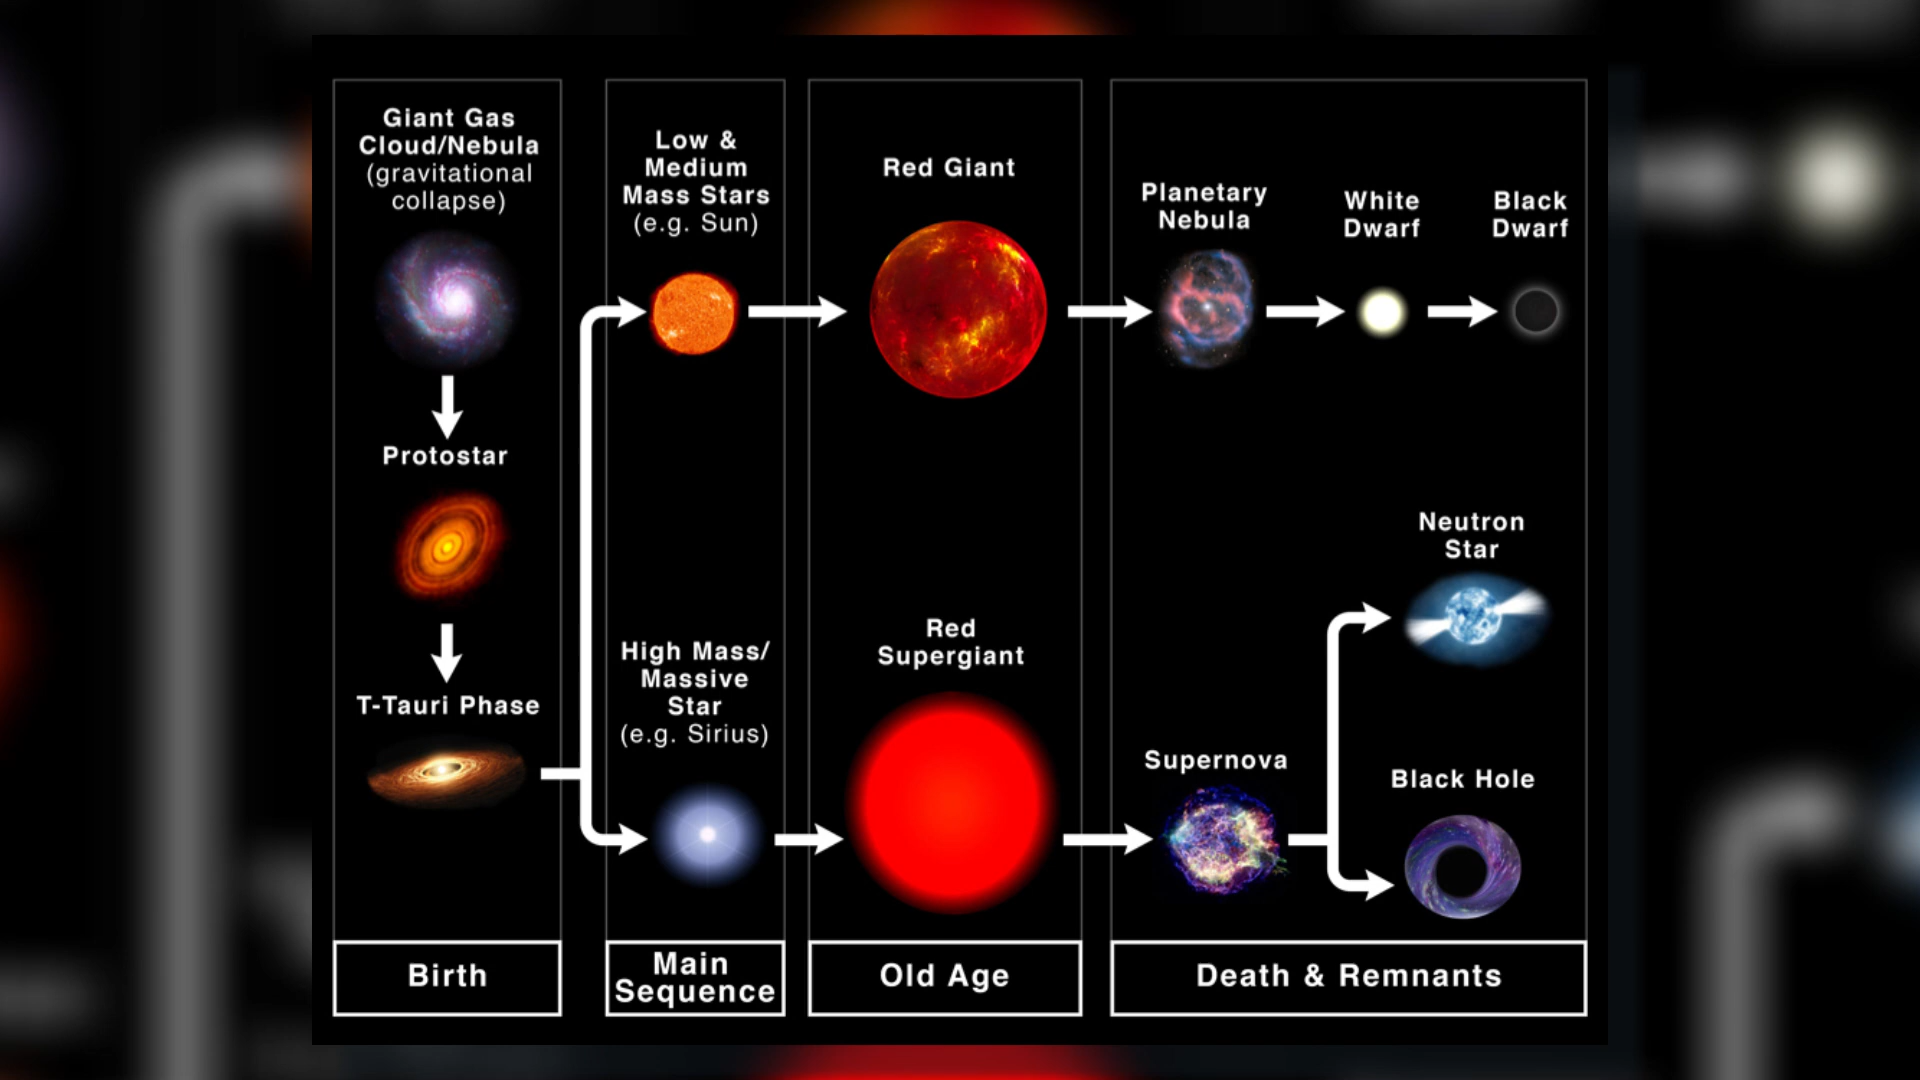 Giant Gas
Cloud/Nebula
(gravitational
collapse)
Protostar
T-Tauri Phase
Birth
Low &
Medium
Mass Stars
(e.g. Sun)
High Mass/
Massive
Star
(e.g. Sirius)
Main
Sequence
Red Giant
Red
Supergiant
Old Age
Planetary
Nebula
White
Dwarf
Black
Dwarf
Neutron
Star
Supernova
Black Hole
Death & Remnants